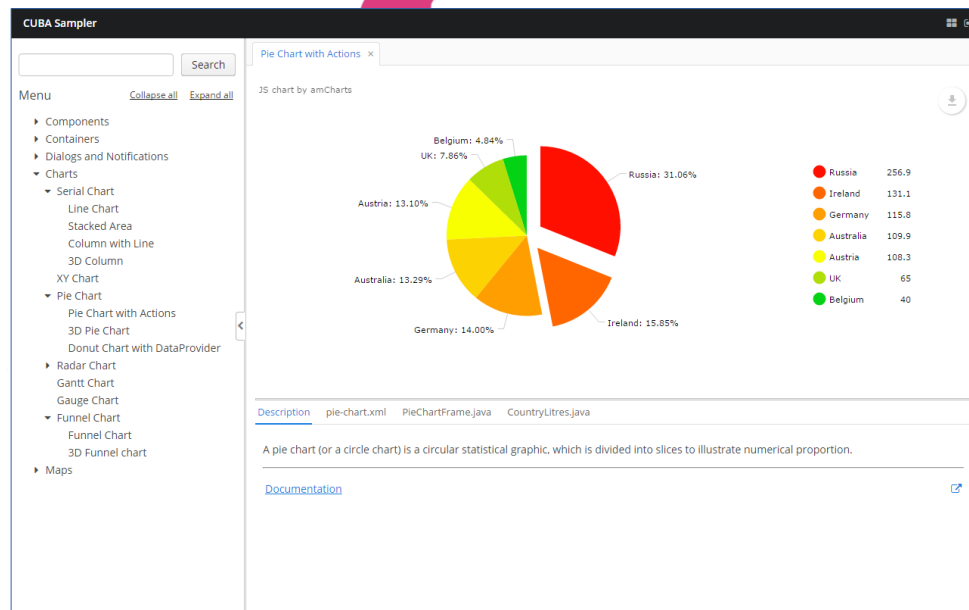 CUBA Sampler
Search
Menu
Collapse all
Expand all
Components
Containers
Dialogs and Notifications
Charts
Serial Chart
Line Chart
Stacked Area
Column with Line
3D Column
XY Chart
Pie Chart
Pie Chart with Actions
3D Pie Chart
Donut Chart with DataProvider
Radar Chart
Gantt Chart
Gauge Chart
Funnel Chart
Funnel Chart
3D Funnel chart
Maps
Pie Chart with Actions ×
JS chart by amCharts
Belgium: 4.84%
UK: 7.86%
Austria: 13.10%
Australia: 13.29%
Germany: 14.00%
Russia: 31.06%
Ireland: 15.85%
Russia 256.9
Ireland 131.1
Germany 115.8
Australia 109.9
Austria 108.3
UK 65
Belgium 40
Description pie-chart.xml PieChartFrame.java CountryLitres.java
A pie chart (or a circle chart) is a circular statistical graphic, which is divided into slices to illustrate numerical proportion.
Documentation